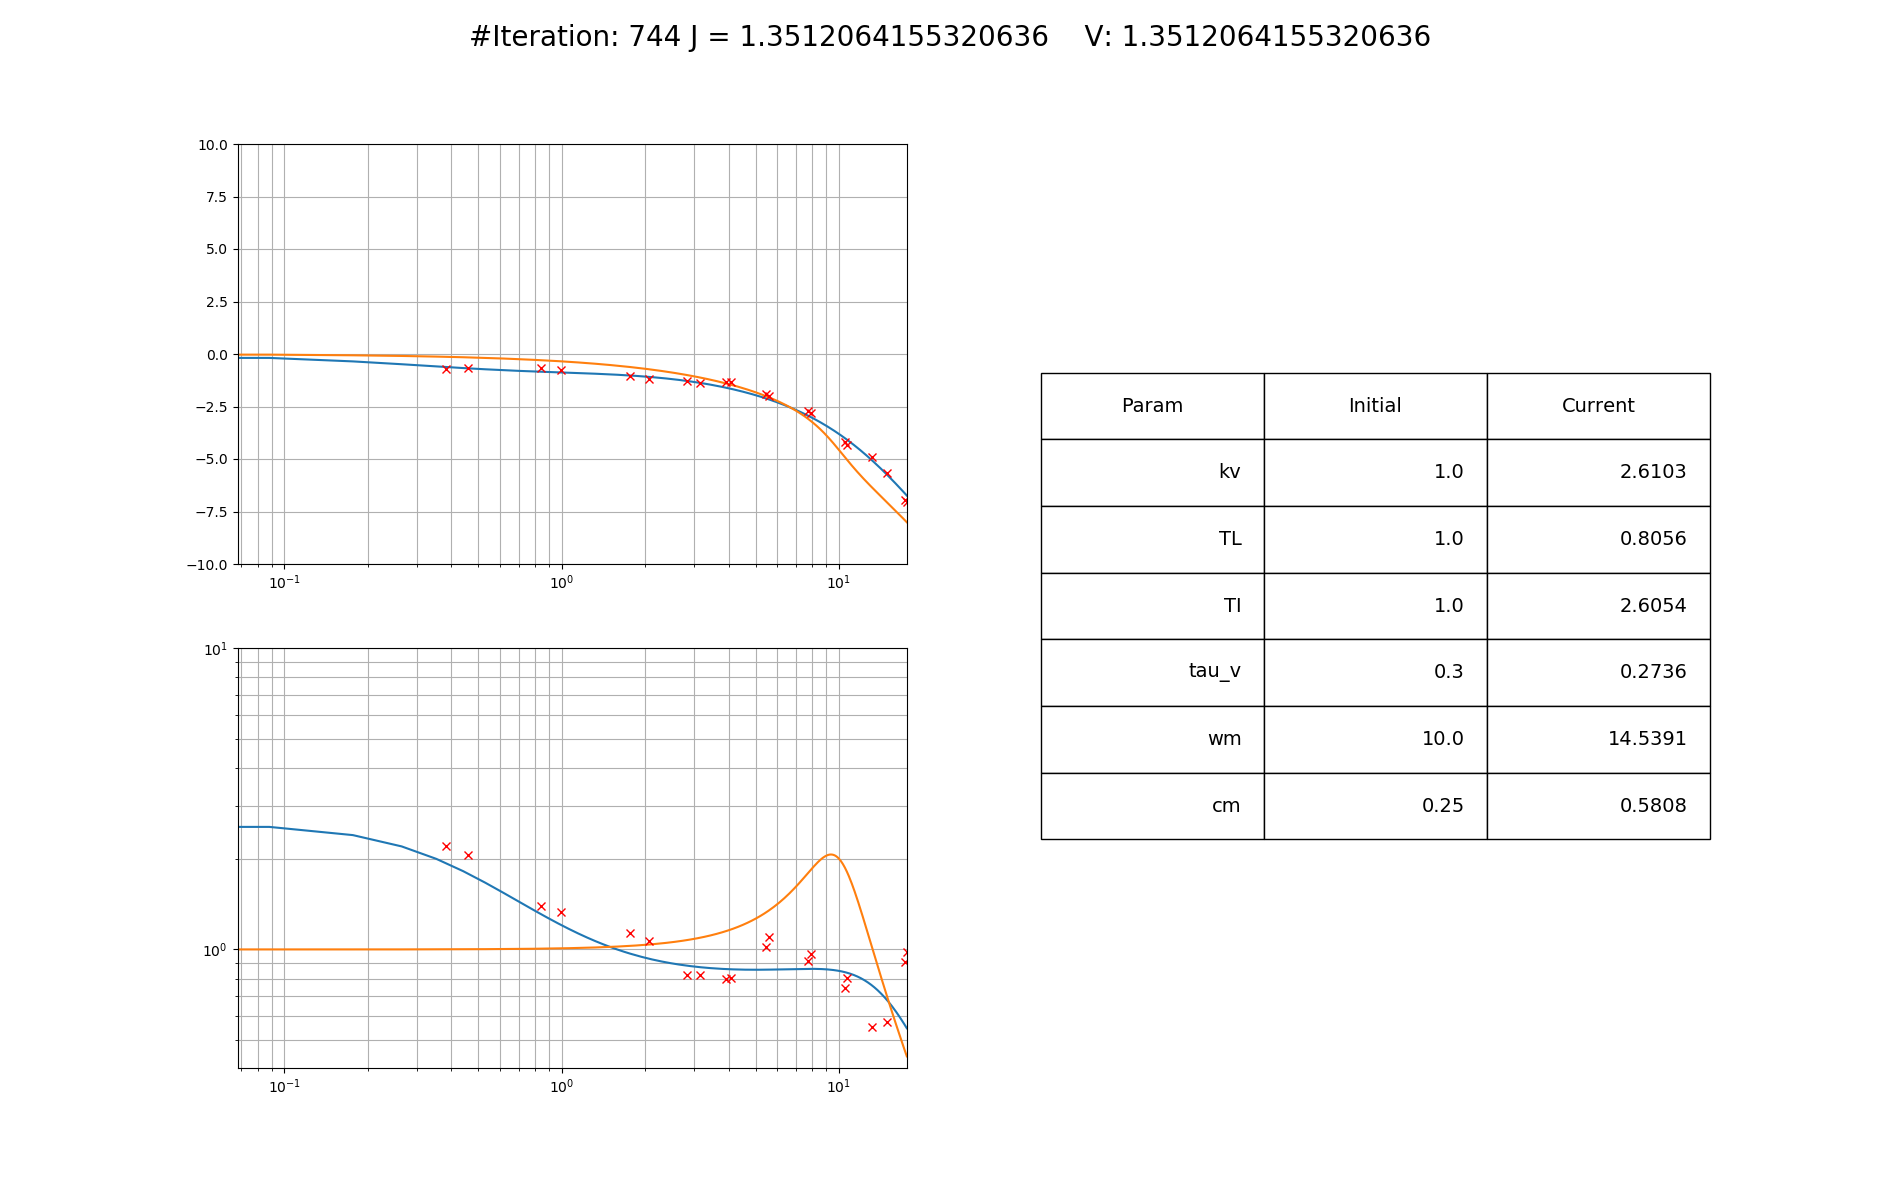 #Iteration: 744 J = 1.3512064155320636    V: 1.3512064155320636
10.0
7.5
5.0
2.5
0.0
−2.5
−5.0
−7.5
−10.0
10⁻¹ 10⁰ 10¹
10¹
10⁰
10⁻¹ 10⁰ 10¹
Param Initial Current
kv 1.0 2.6103
TL 1.0 0.8056
TI 1.0 2.6054
tau_v 0.3 0.2736
wm 10.0 14.5391
cm 0.25 0.5808